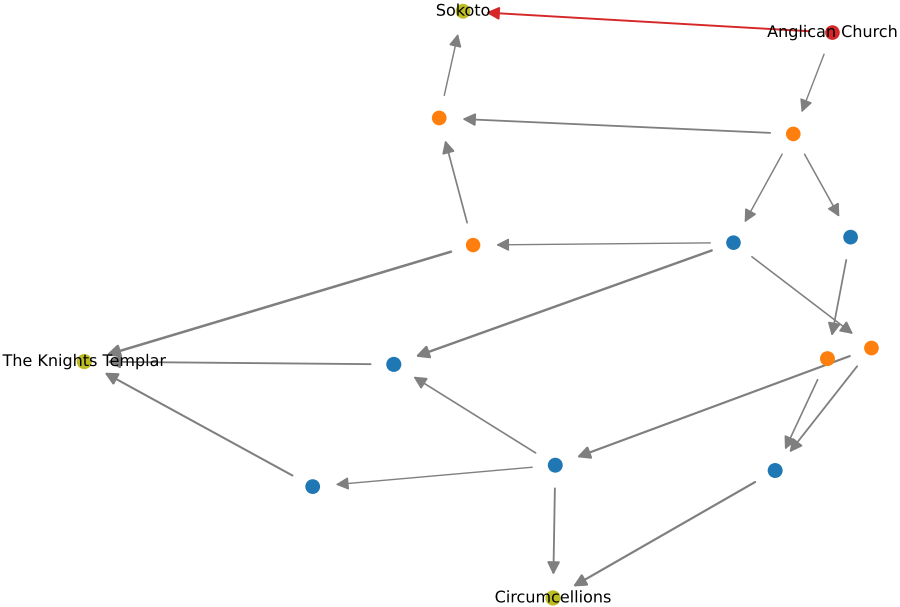 Sokoto
Anglican Church
The Knights Templar
Circumcellions